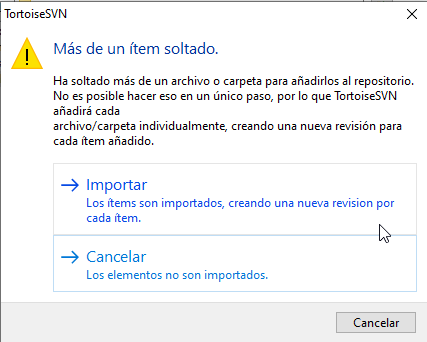 TortoiseSVN
Más de un ítem soltado.
Ha soltado más de un archivo o carpeta para añadirlos al repositorio.
No es posible hacer eso en un único paso, por lo que TortoiseSVN
añadirá cada
archivo/carpeta individualmente, creando una nueva revisión para
cada ítem añadido.
Importar
Los ítems son importados, creando una nueva revision por
cada ítem.
Cancelar
Los elementos no son importados.
Cancelar